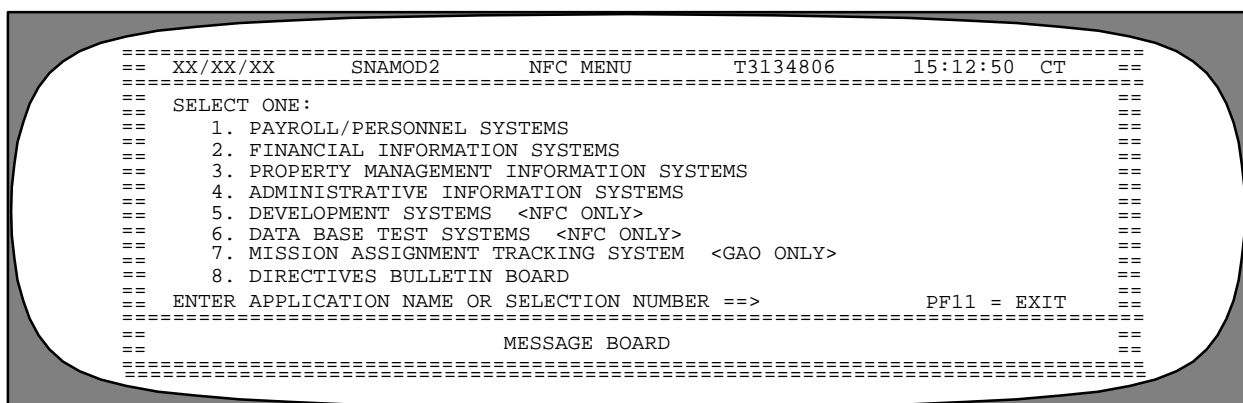 ================================================================================
== XX/XX/XX SNAMOD2 NFC MENU T3134806 15:12:50 CT ==
================================================================================
== SELECT ONE: ==
== 1. PAYROLL/PERSONNEL SYSTEMS ==
== 2. FINANCIAL INFORMATION SYSTEMS ==
== 3. PROPERTY MANAGEMENT INFORMATION SYSTEMS ==
== 4. ADMINISTRATIVE INFORMATION SYSTEMS ==
== 5. DEVELOPMENT SYSTEMS <NFC ONLY> ==
== 6. DATA BASE TEST SYSTEMS <NFC ONLY> ==
== 7. MISSION ASSIGNMENT TRACKING SYSTEM <GAO ONLY> ==
== 8. DIRECTIVES BULLETIN BOARD ==
== ENTER APPLICATION NAME OR SELECTION NUMBER ==> PF11 = EXIT ==
================================================================================
== MESSAGE BOARD ==
================================================================================
================================================================================